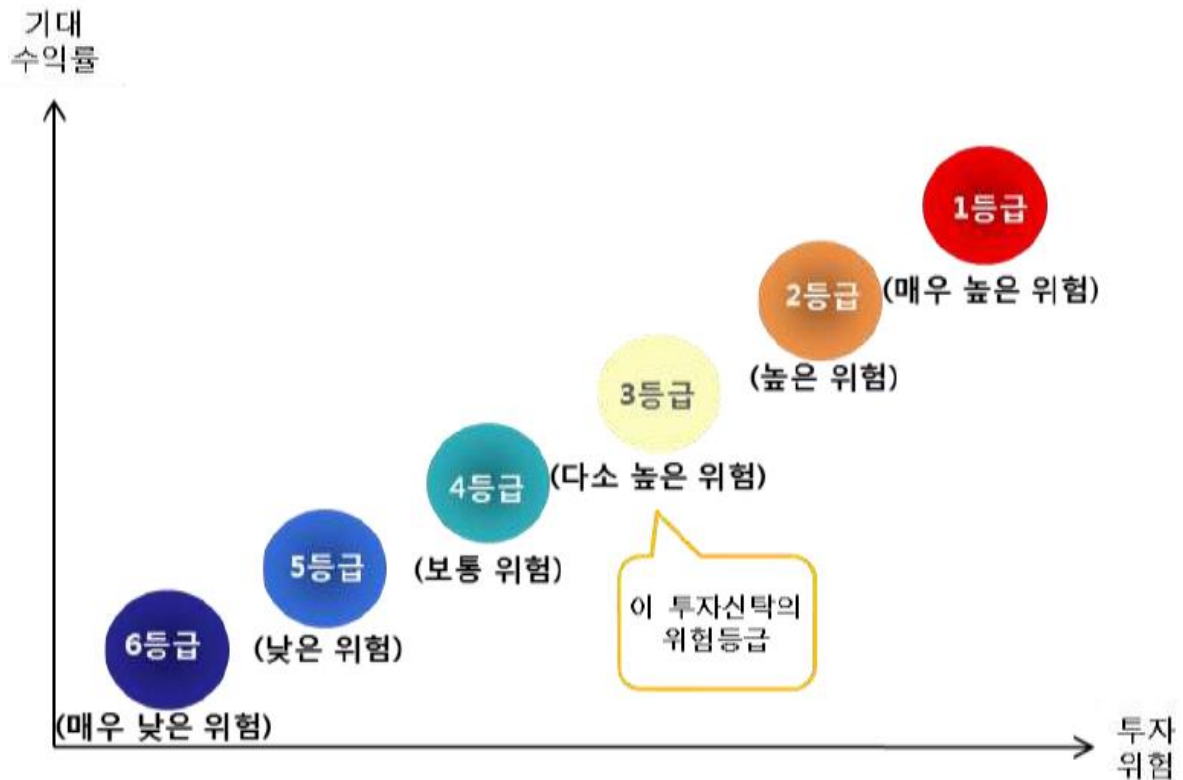 기대
수익률
1등급
(매우 높은 위험)
2등급
(높은 위험)
3등급
(다소 높은 위험)
4등급
(보통 위험)
5등급
(낮은 위험)
6등급
(매우 낮은 위험)
이 투자신탁의
위험등급
투자
위험